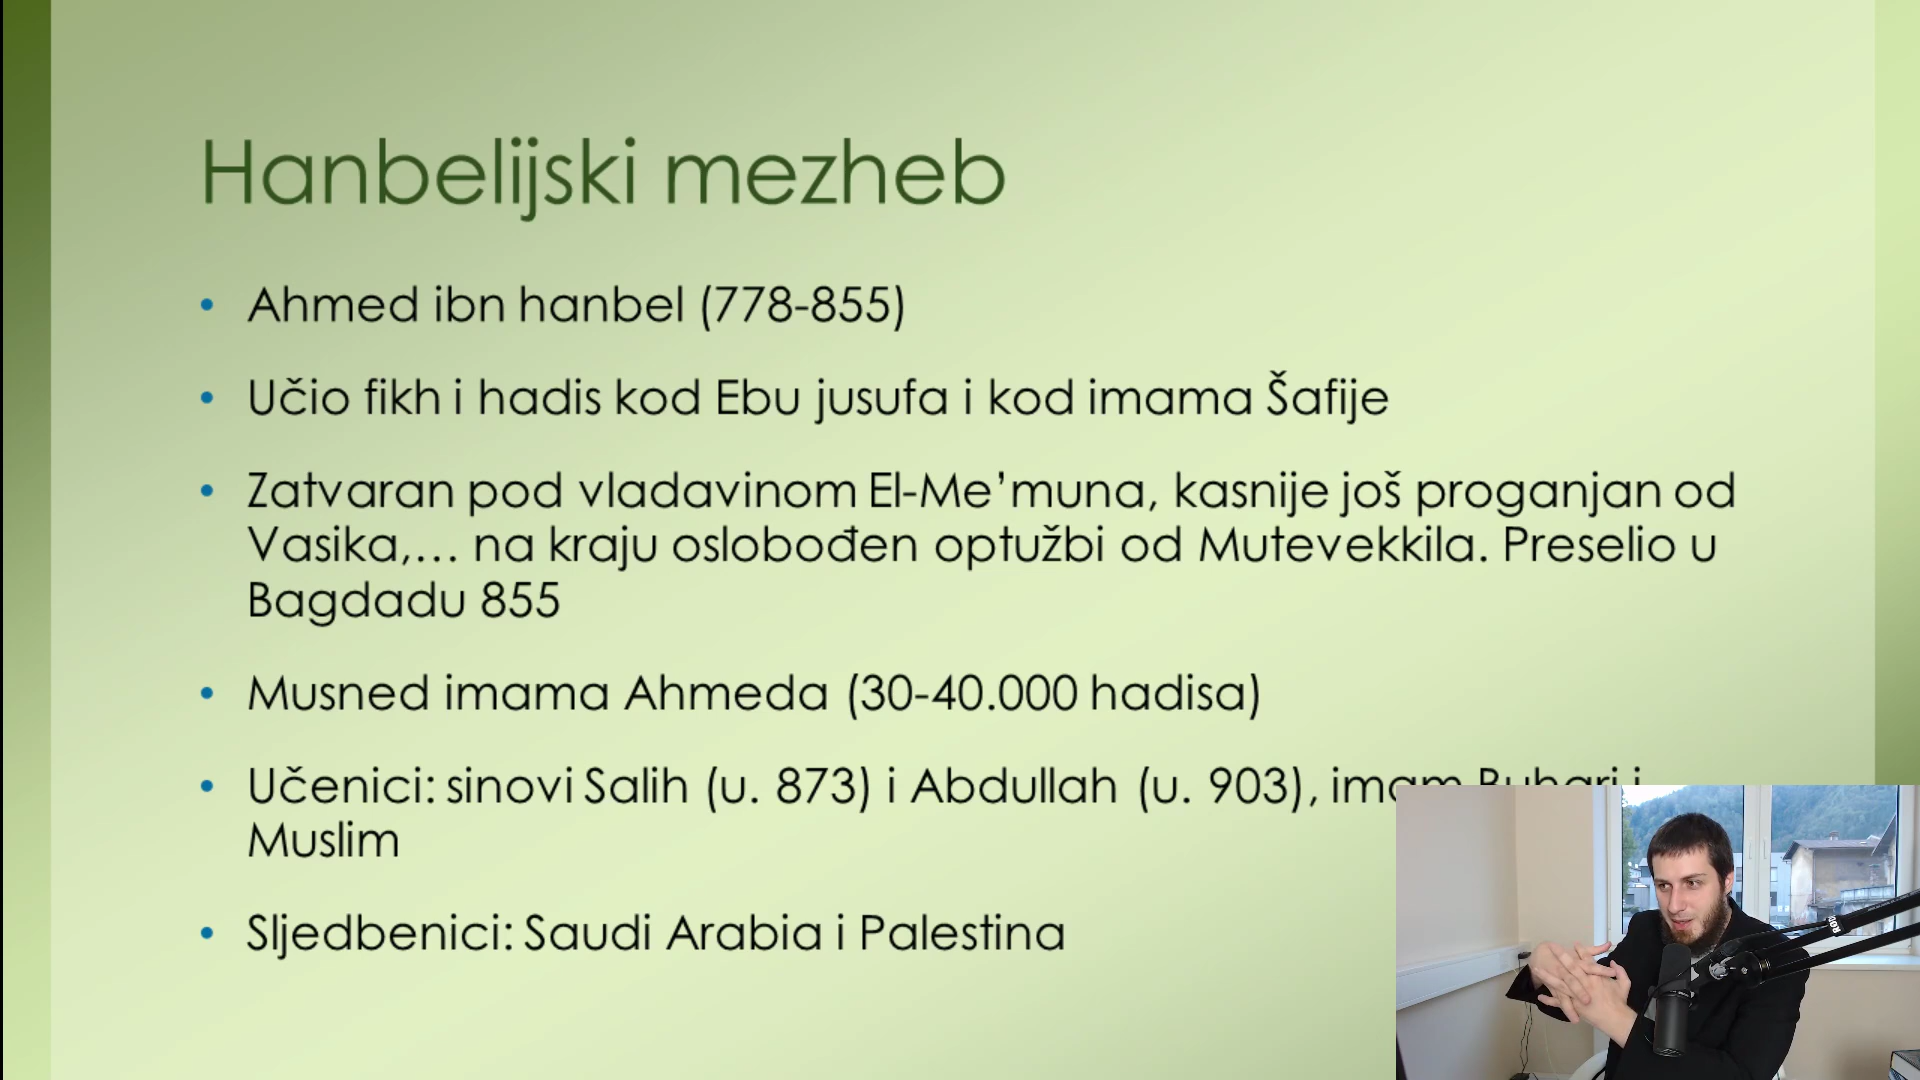 Hanbelijski mezheb
• Ahmed ibn hanbel (778-855)
• Učio fikh i hadis kod Ebu jusufa i kod imama Šafije
• Zatvaran pod vladavinom El-Me’muna, kasnije još proganjan od
Vasika,... na kraju oslobođen optužbi od Mutevekkila. Preselio u
Bagdadu 855
• Musned imama Ahmeda (30-40.000 hadisa)
• Učenici: sinovi Salih (u. 873) i Abdullah (u. 903), imam Buhari i
Muslim
• Sljedbenici: Saudi Arabia i Palestina